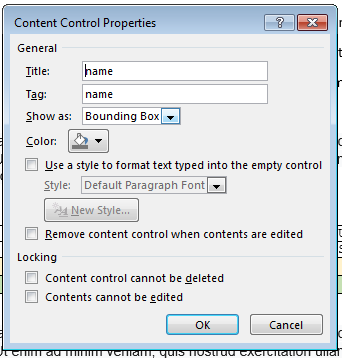 Content Control Properties
?
General
Title: name
Tag: name
Show as: Bounding Box
Color:
Use a style to format text typed into the empty control
Style: Default Paragraph Font
New Style...
Remove content control when contents are edited
Locking
Content control cannot be deleted
Contents cannot be edited
OK Cancel
Ut enim ad minim veniam, quis nostrud exercitation